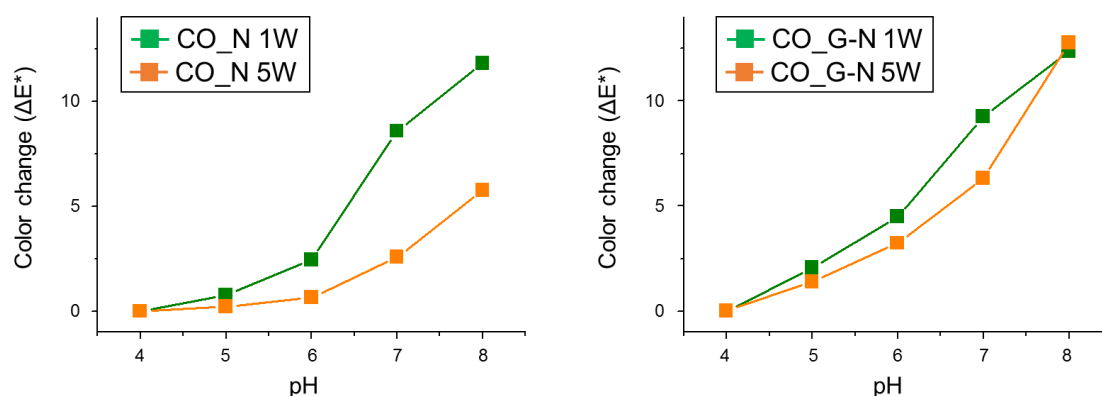 CO_N 1W
CO_N 5W
Color change (ΔE*)
10
5
0
4 5 6 7 8
pH
CO_G-N 1W
CO_G-N 5W
Color change (ΔE*)
10
5
0
4 5 6 7 8
pH